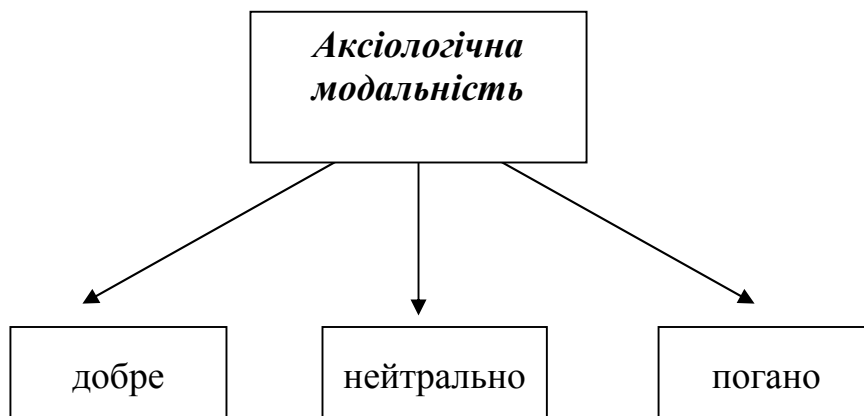 Аксіологічна
модальність
добре
нейтрально
погано